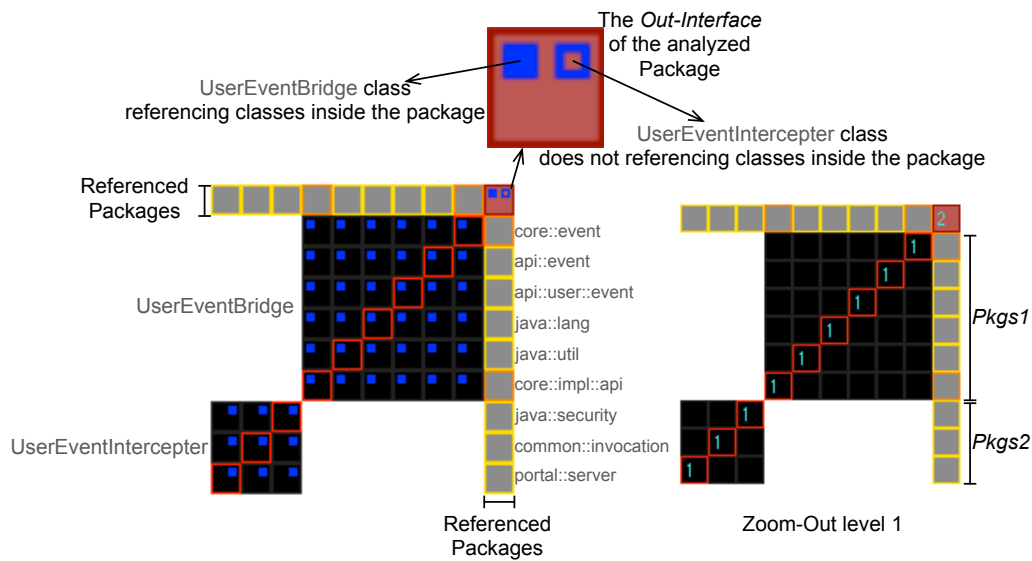 The Out-Interface
of the analyzed
Package
UserEventBridge class
referencing classes inside the package
UserEventIntercepter class
does not referencing classes inside the package
Referenced
Packages
core::event
api::event
api::user::event
java::lang
java::util
core::impl::api
java::security
common::invocation
portal::server
UserEventBridge
UserEventIntercepter
Referenced
Packages
2
1
1
1
1
1
1
1
1
1
Pkgs1
Pkgs2
Zoom-Out level 1